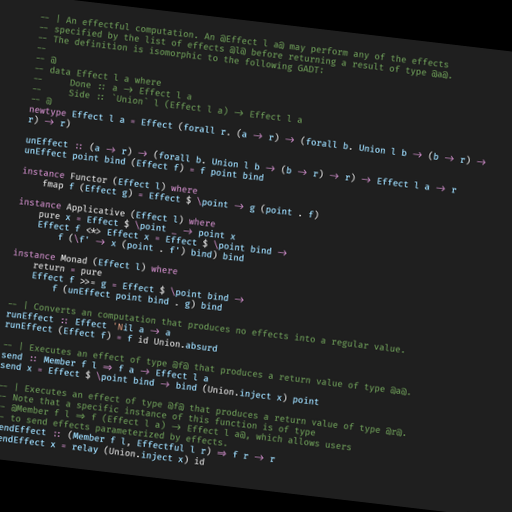 -- | An effectful computation. An @Effect l a@ may perform any of the effects
-- specified by the list of effects @l@ before returning a result of type @a@.
-- The definition is isomorphic to the following GADT:
--
-- @
-- data Effect l a where
--     Done :: a → Effect l a
--     Side :: `Union` l (Effect l a) → Effect l a
-- @
newtype Effect l a = Effect (forall r. (a → r) → (forall b. Union l b → (b → r) →
r) → r)
unEffect :: (a → r) → (forall b. Union l b → (b → r) → r) → Effect l a → r
unEffect point bind (Effect f) = f point bind
instance Functor (Effect l) where
    fmap f (Effect g) = Effect $ \point → g (point . f)
instance Applicative (Effect l) where
    pure x = Effect $ \point _ → point x
    Effect f <*> Effect x = Effect $ \point bind →
        f (\f' → x (point . f') bind) bind
instance Monad (Effect l) where
    return = pure
    Effect f >>= g = Effect $ \point bind →
        f (unEffect point bind . g) bind
-- | Converts an computation that produces no effects into a regular value.
runEffect :: Effect 'Nil a → a
runEffect (Effect f) = f id Union.absurd
-- | Executes an effect of type @f@ that produces a return value of type @a@.
send :: Member f l ⇒ f a → Effect l a
send x = Effect $ \point bind → bind (Union.inject x) point
-- | Executes an effect of type @f@ that produces a return value of type @r@.
-- Note that a specific instance of this function is of type
- @Member f l ⇒ f (Effect l a) → Effect l a@, which allows users
- to send effects parameterized by effects.
endEffect :: (Member f l, Effectful l r) ⇒ f r → r
endEffect x = relay (Union.inject x) id